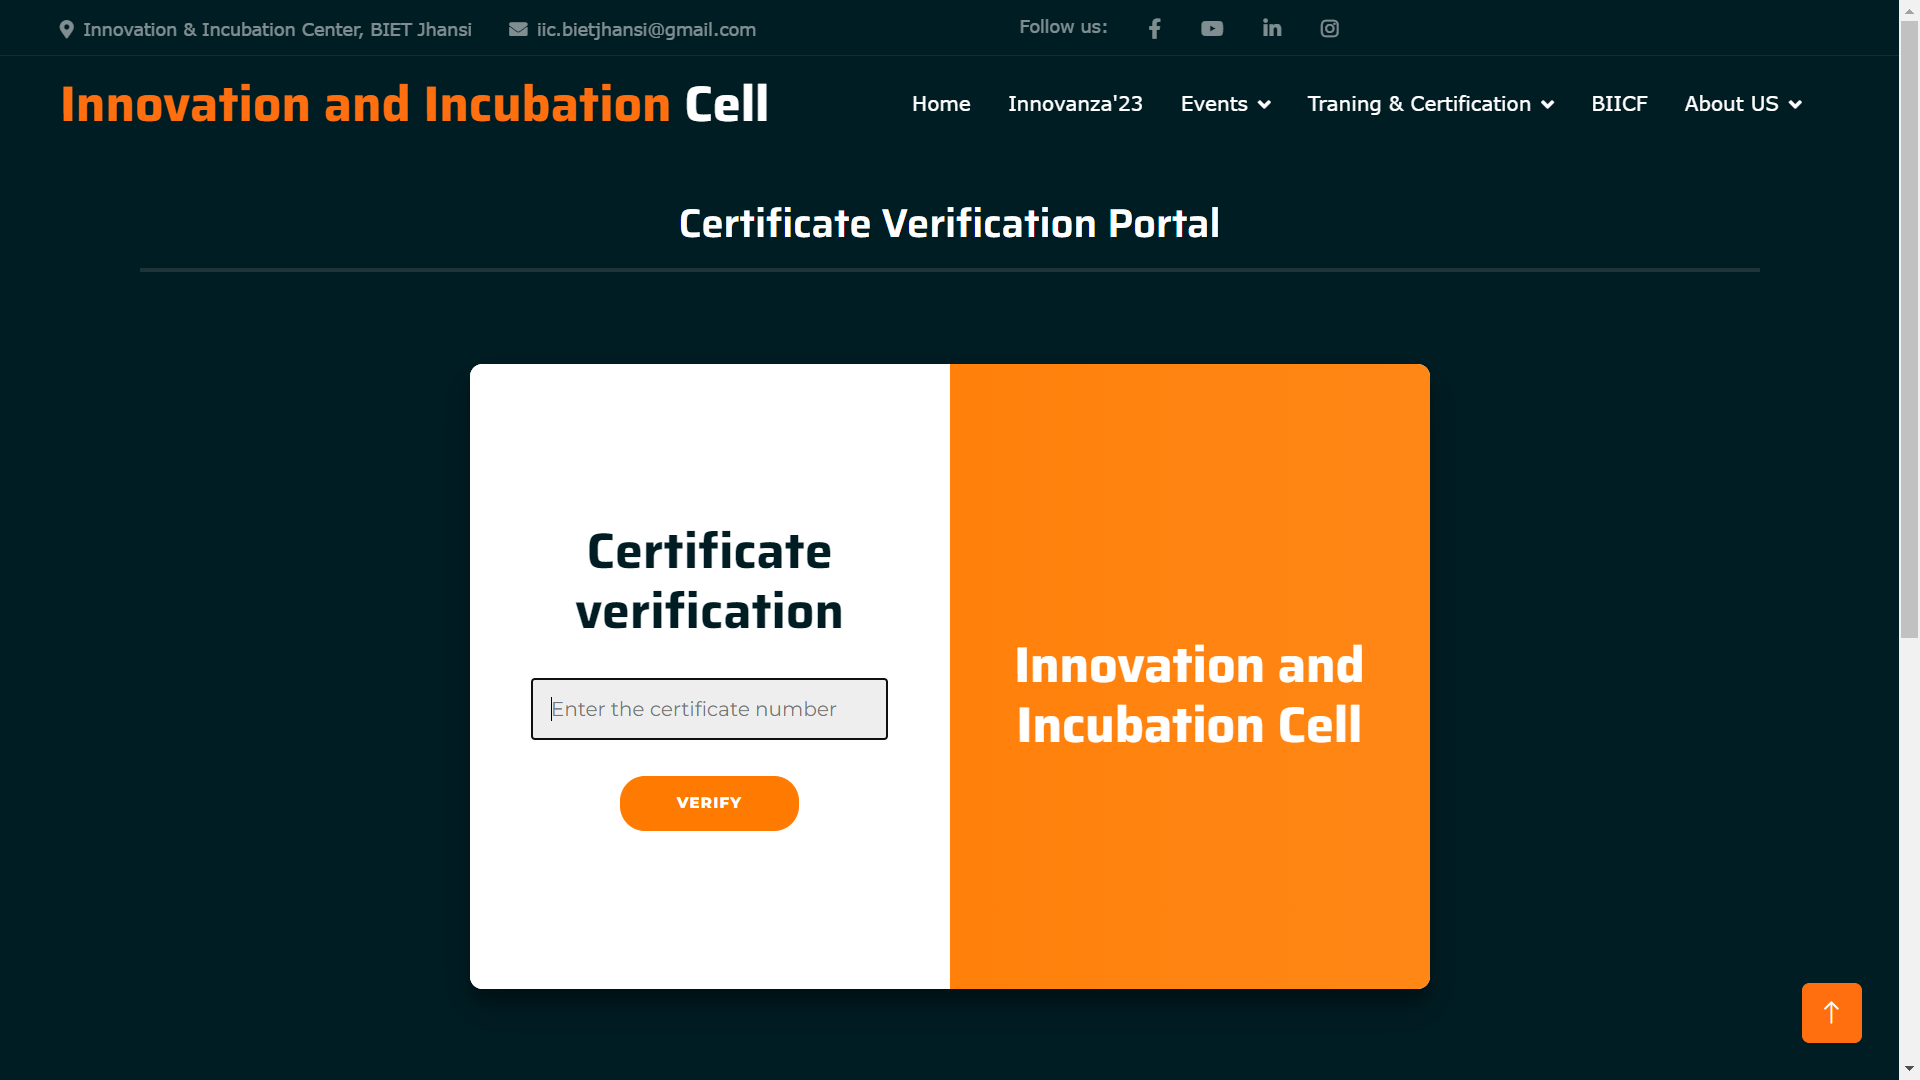 Innovation & Incubation Center, BIET Jhansi iic.bietjhansi@gmail.com Follow us:
Innovation and Incubation Cell
Home Innovanza'23 Events Traning & Certification BIICF About US
Certificate Verification Portal
Certificate
verification
Enter the certificate number
VERIFY
Innovation and
Incubation Cell